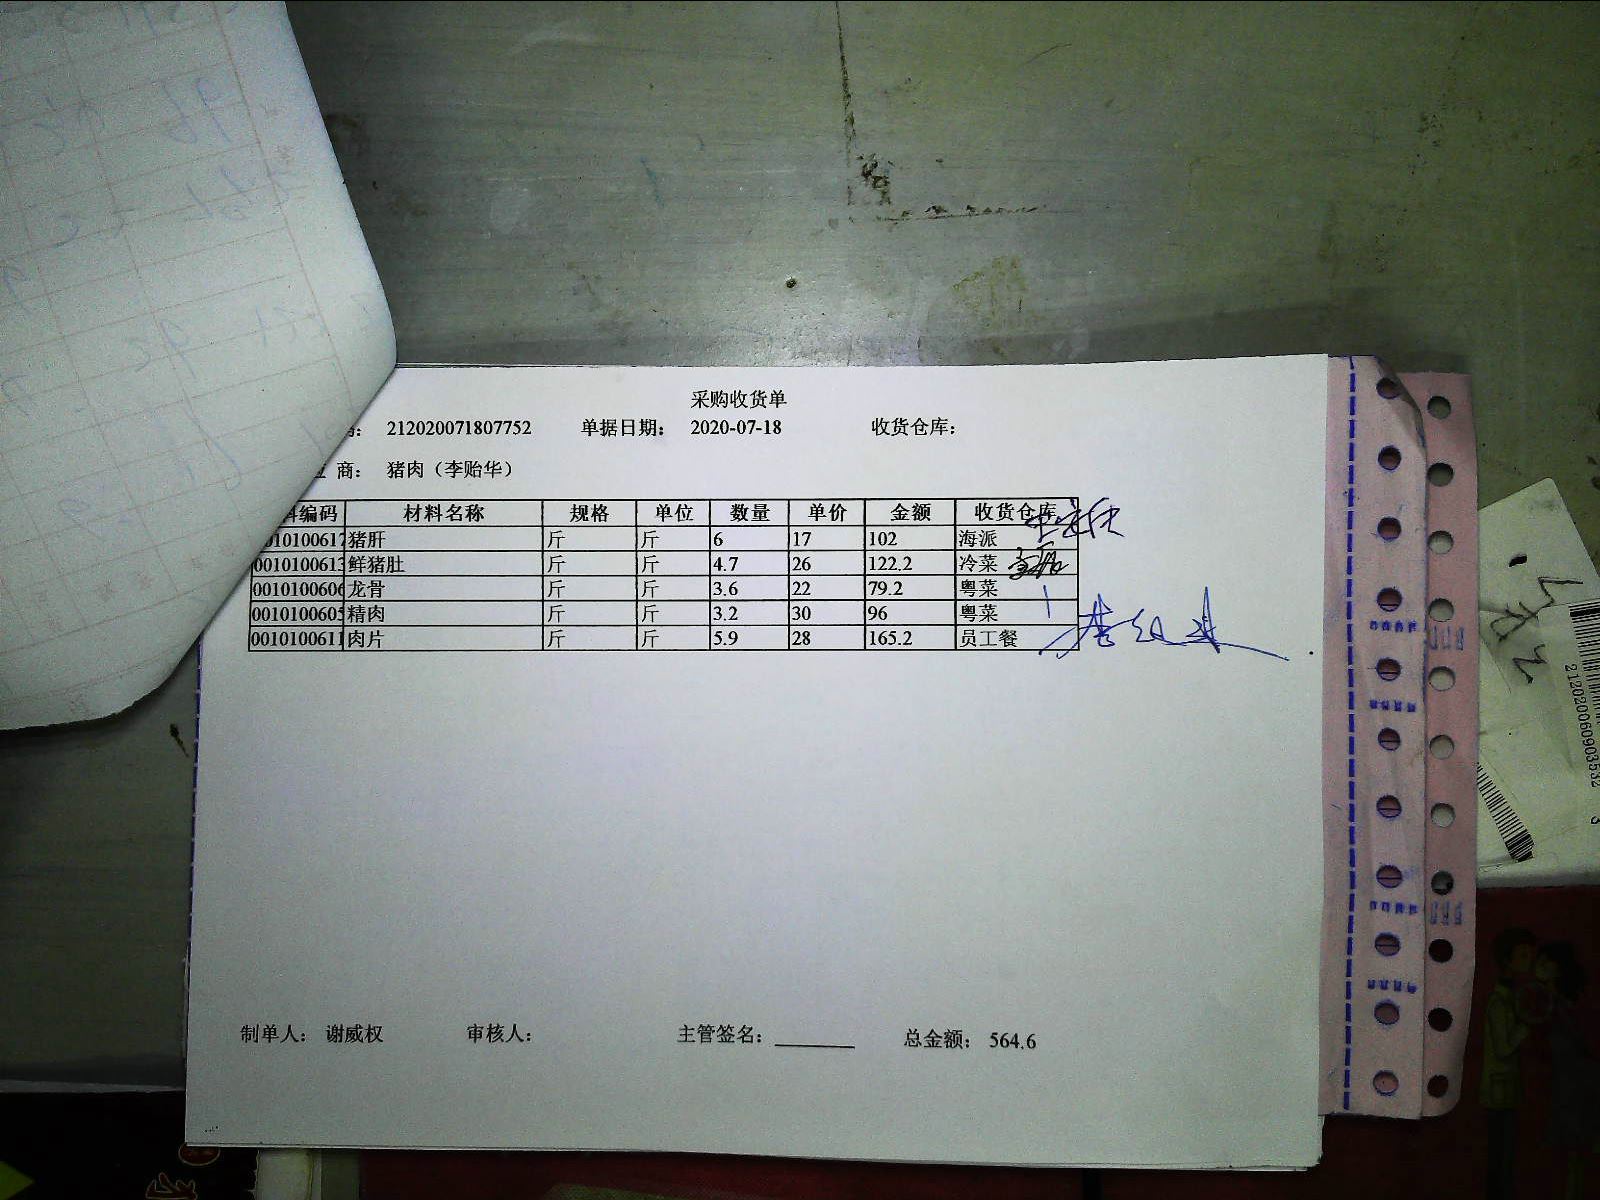 采购收货单
212020071807752 单据日期: 2020-07-18 收货仓库:
商: 猪肉（李贻华）
编码 材料名称 规格 单位 数量 单价 金额 收货仓库
010100617 猪肝 斤 斤 6 17 102 海派
0010100613 鲜猪肚 斤 斤 4.7 26 122.2 冷菜
0010100606 龙骨 斤 斤 3.6 22 79.2 粤菜
0010100605 精肉 斤 斤 3.2 30 96 粤菜
0010100611 肉片 斤 斤 5.9 28 165.2 员工餐
制单人: 谢威权 审核人: 主管签名: 总金额: 564.6
212020060903532